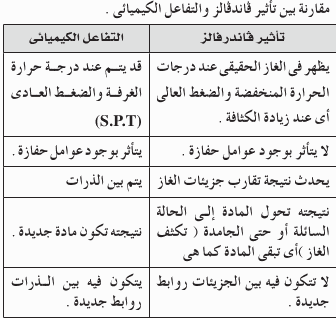 مقارنة بين تأثير ڤاندڤالز والتفاعل الكيميائى .
تأثير ڤاندرفالز
التفاعل الكيميائى
يظهر فى الغاز الحقيقى عند درجات
الحرارة المنخفضة والضغط العالى
أى عند زيادة الكثافة .
قد يتم عند درجة حرارة
الغرفة والضغط العادى
(S.P.T)
لا يتأثر بوجود عوامل حفازة .
يتأثر بوجود عوامل حفازة .
يحدث نتيجة تقارب جزيئات الغاز
يتم بين الذرات
نتيجته تحول المادة إلى الحالة
السائلة أو حتى الجامدة ( تكثف
الغاز )أى تبقى المادة كما هى
نتيجته تكون مادة جديدة .
لا تتكون فيه بين الجزيئات روابط
جديدة .
يتكون فيه بين الذرات
روابط جديدة .